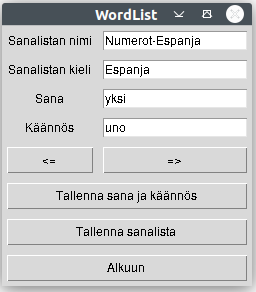 WordList
Sanalistan nimi Numerot-Espanja
Sanalistan kieli Espanja
Sana yksi
Käännös uno
<= =>
Tallenna sana ja käännös
Tallenna sanalista
Alkuun